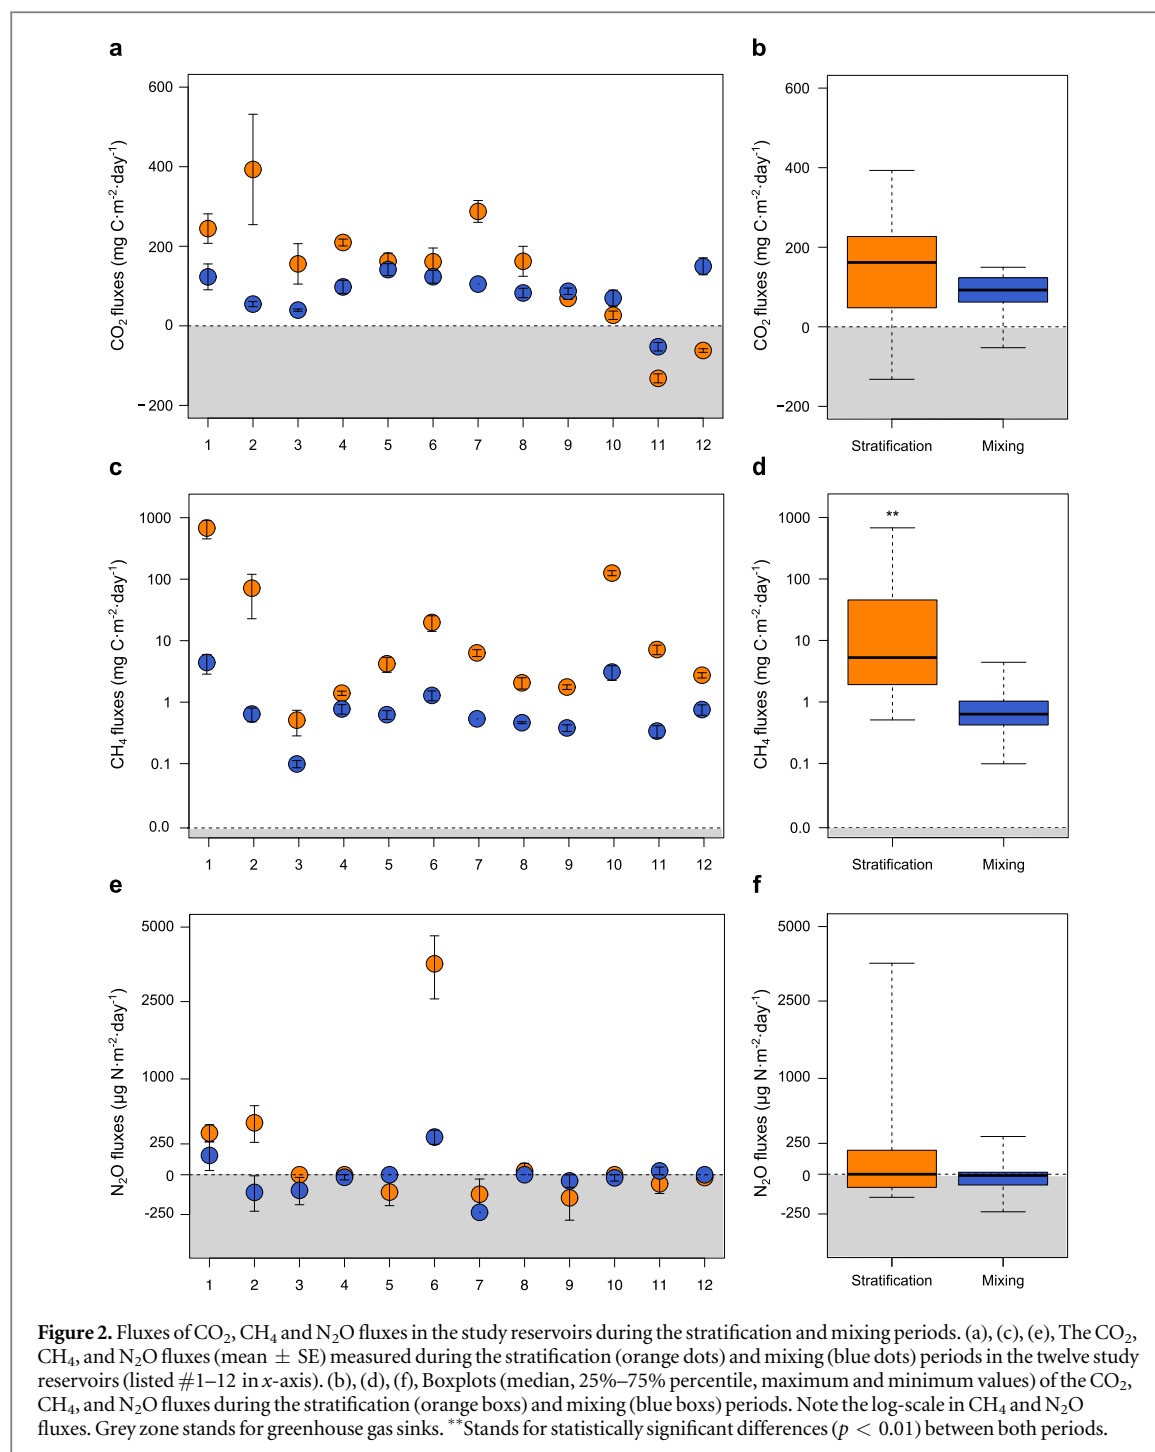 a
600
400
200
0
−200
CO2 fluxes (mg C·m-2·day-1)
1 2 3 4 5 6 7 8 9 10 11 12
b
600
400
200
0
−200
CO2 fluxes (mg C·m-2·day-1)
Stratification Mixing
c
1000
100
10
1
0.1
0.0
CH4 fluxes (mg C·m-2·day-1)
1 2 3 4 5 6 7 8 9 10 11 12
d
**
1000
100
10
1
0.1
0.0
CH4 fluxes (mg C·m-2·day-1)
Stratification Mixing
e
5000
2500
1000
250
0
-250
N2O fluxes (µg N·m-2·day-1)
1 2 3 4 5 6 7 8 9 10 11 12
f
5000
2500
1000
250
0
-250
N2O fluxes (µg N·m-2·day-1)
Stratification Mixing
Figure 2. Fluxes of CO2, CH4 and N2O fluxes in the study reservoirs during the stratification and mixing periods. (a), (c), (e), The CO2,
CH4, and N2O fluxes (mean ± SE) measured during the stratification (orange dots) and mixing (blue dots) periods in the twelve study
reservoirs (listed #1–12 in x-axis). (b), (d), (f), Boxplots (median, 25%–75% percentile, maximum and minimum values) of the CO2,
CH4, and N2O fluxes during the stratification (orange boxs) and mixing (blue boxs) periods. Note the log-scale in CH4 and N2O
fluxes. Grey zone stands for greenhouse gas sinks. **Stands for statistically significant differences (p < 0.01) between both periods.